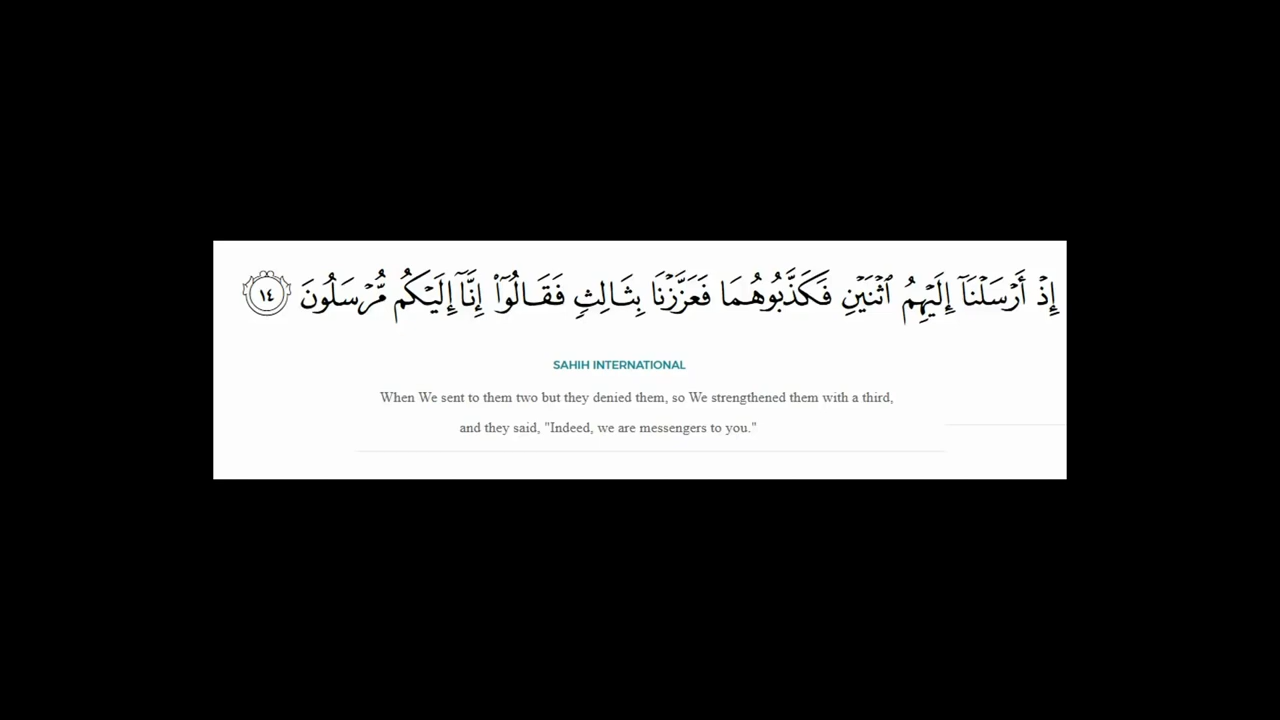 إِذْ أَرْسَلْنَآ إِلَيْهِمُ ٱثْنَيْنِ فَكَذَّبُوهُمَا فَعَزَّزْنَا بِثَالِثٍ فَقَالُوٓا۟ إِنَّآ إِلَيْكُم مُّرْسَلُونَ ١٤
SAHIH INTERNATIONAL
When We sent to them two but they denied them, so We strengthened them with a third,
and they said, "Indeed, we are messengers to you."